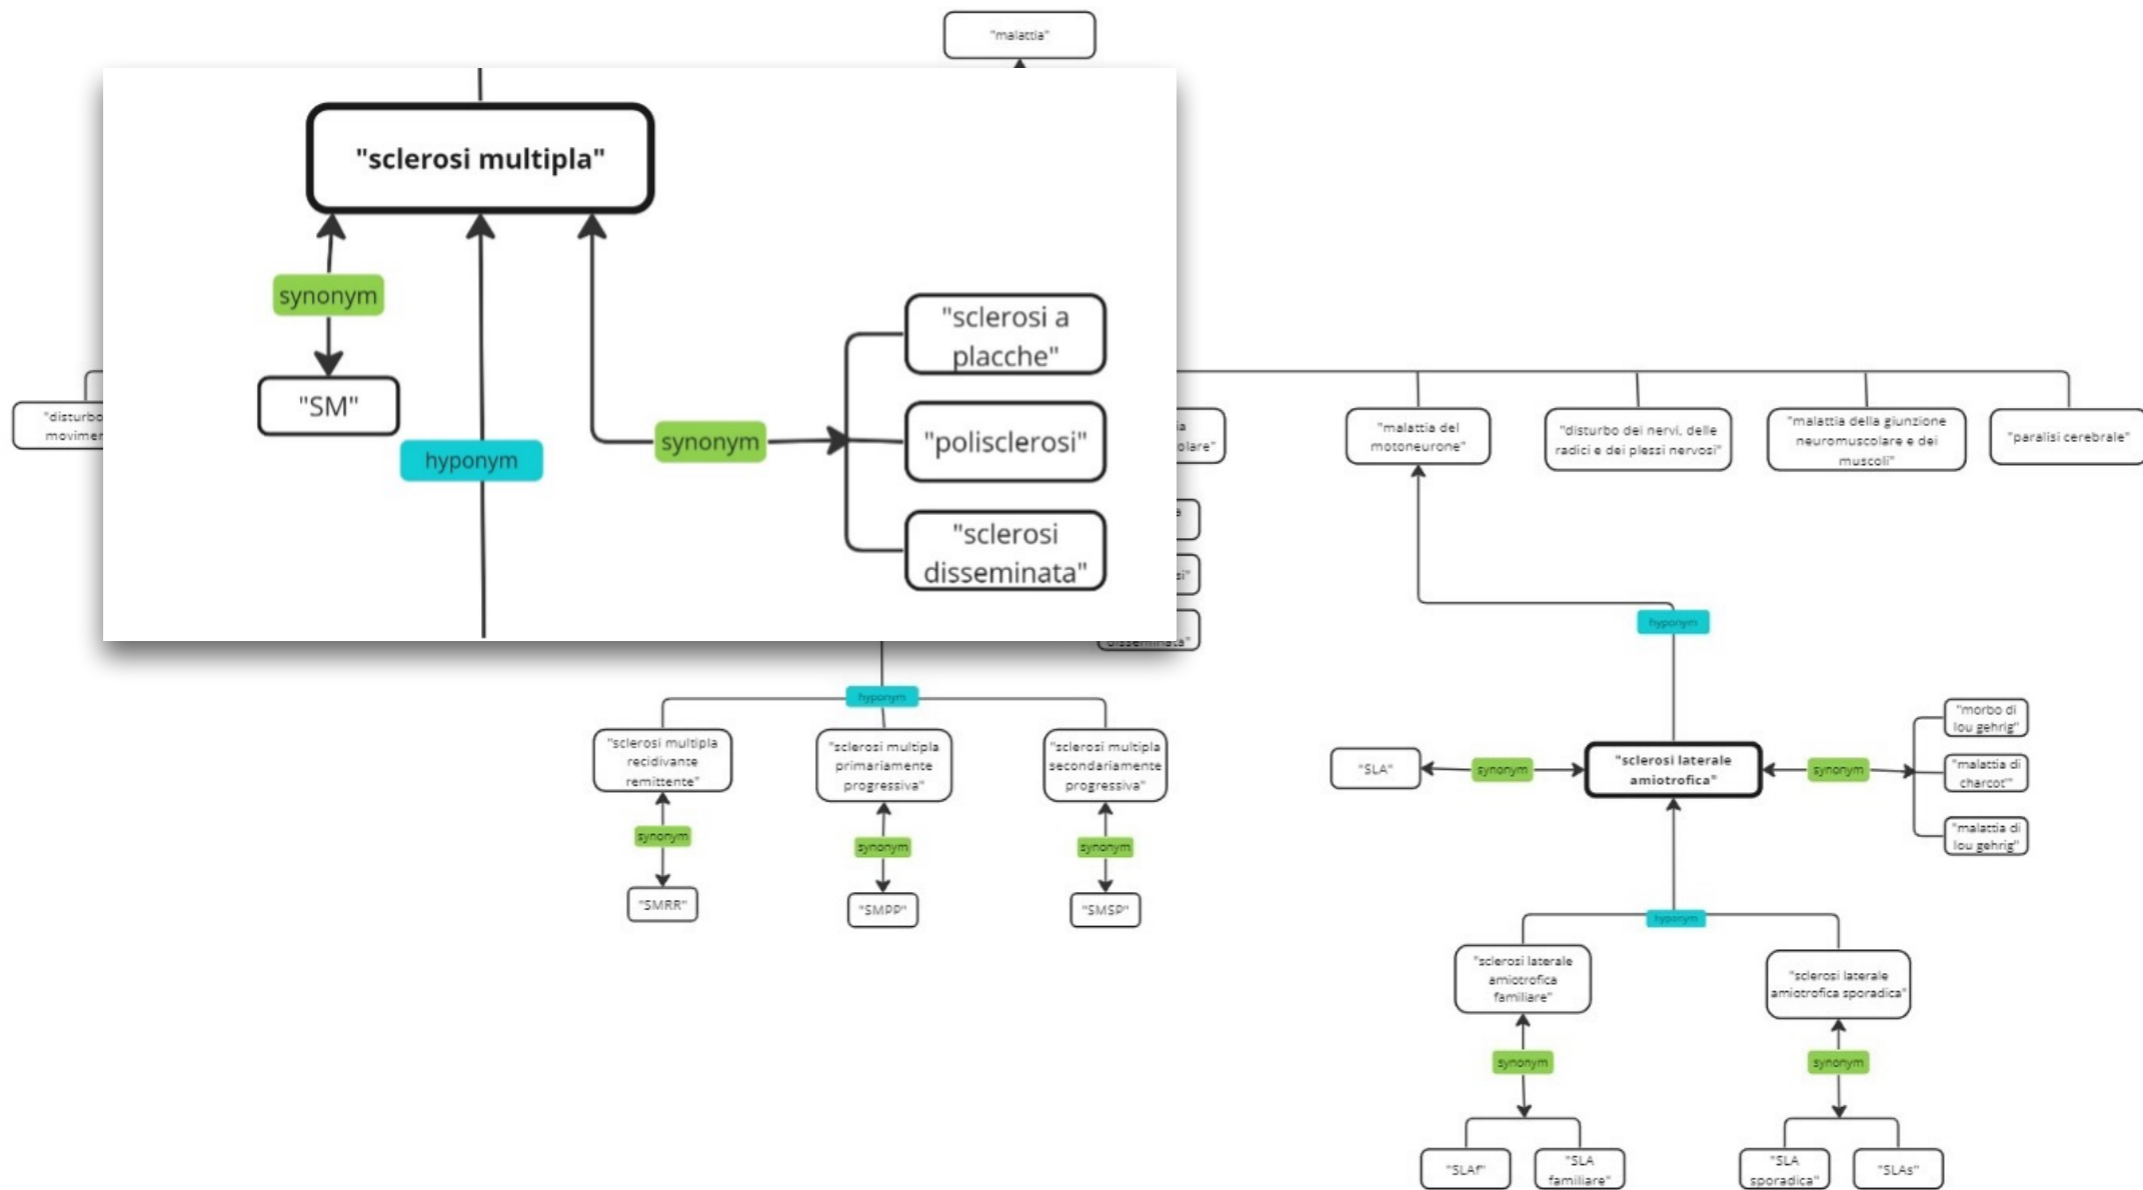 "malattia"
"sclerosi multipla"
synonym
"SM"
hyponym
synonym
"sclerosi a
placche"
"polisclerosi"
"sclerosi
disseminata"
"disturbo
"malattia del
motoneurone"
"disturbo dei nervi, delle
radici e dei plessi nervosi"
"malattia della giunzione
neuromuscolare e dei
muscoli"
"paralisi cerebrale"
hyponym
hyponym
"sclerosi multipla
recidivante
remittente"
"sclerosi multipla
primariamente
progressiva"
"sclerosi multipla
secondariamente
progressiva"
synonym
synonym
synonym
"SMRR"
"SMPP"
"SMSP"
"SLA"
synonym
"sclerosi laterale
amiotrofica"
synonym
"morbo di
lou gehrig"
"malattia di
charcot'"
"malattia di
lou gehrig"
hyponym
"sclerosi laterale
amiotrofica
familiare"
"sclerosi laterale
amiotrofica sporadica"
synonym
synonym
"SLAf"
"SLA
familiare"
"SLA
sporadica"
"SLAs"